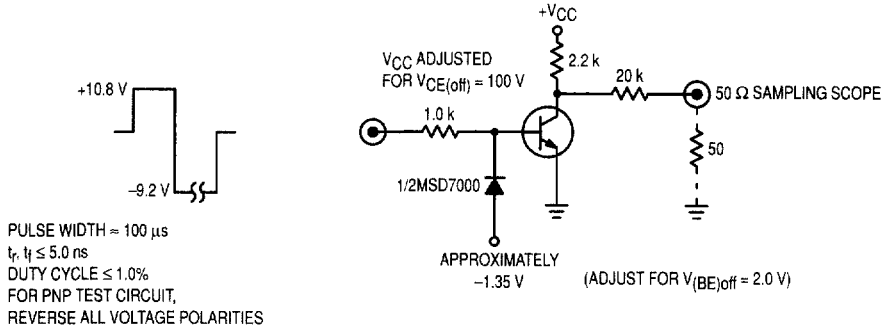 +VCC
VCC ADJUSTED
FOR VCE(off) = 100 V
2.2 k
20 k
+10.8 V
50 Ω SAMPLING SCOPE
1.0 k
50
–9.2 V
1/2MSD7000
PULSE WIDTH ≈ 100 μs
tr, tf ≤ 5.0 ns
DUTY CYCLE ≤ 1.0%
FOR PNP TEST CIRCUIT,
REVERSE ALL VOLTAGE POLARITIES
APPROXIMATELY
–1.35 V
(ADJUST FOR V(BE)off = 2.0 V)